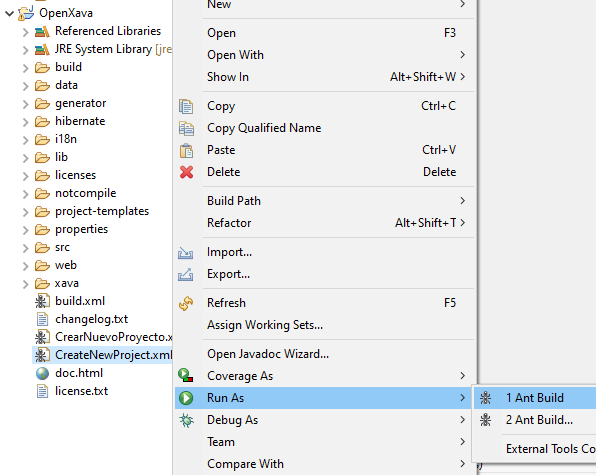 OpenXava
Referenced Libraries
JRE System Library [jre
build
data
generator
hibernate
i18n
lib
licenses
notcompile
project-templates
properties
src
web
xava
build.xml
changelog.txt
CrearNuevoProyecto.x
CreateNewProject.xml
doc.html
license.txt
New
Open F3
Open With
Show In Alt+Shift+W
Copy Ctrl+C
Copy Qualified Name
Paste Ctrl+V
Delete Delete
Build Path
Refactor Alt+Shift+T
Import...
Export...
Refresh F5
Assign Working Sets...
Open Javadoc Wizard...
Coverage As
Run As
Debug As
Team
Compare With
1 Ant Build
2 Ant Build...
External Tools Co